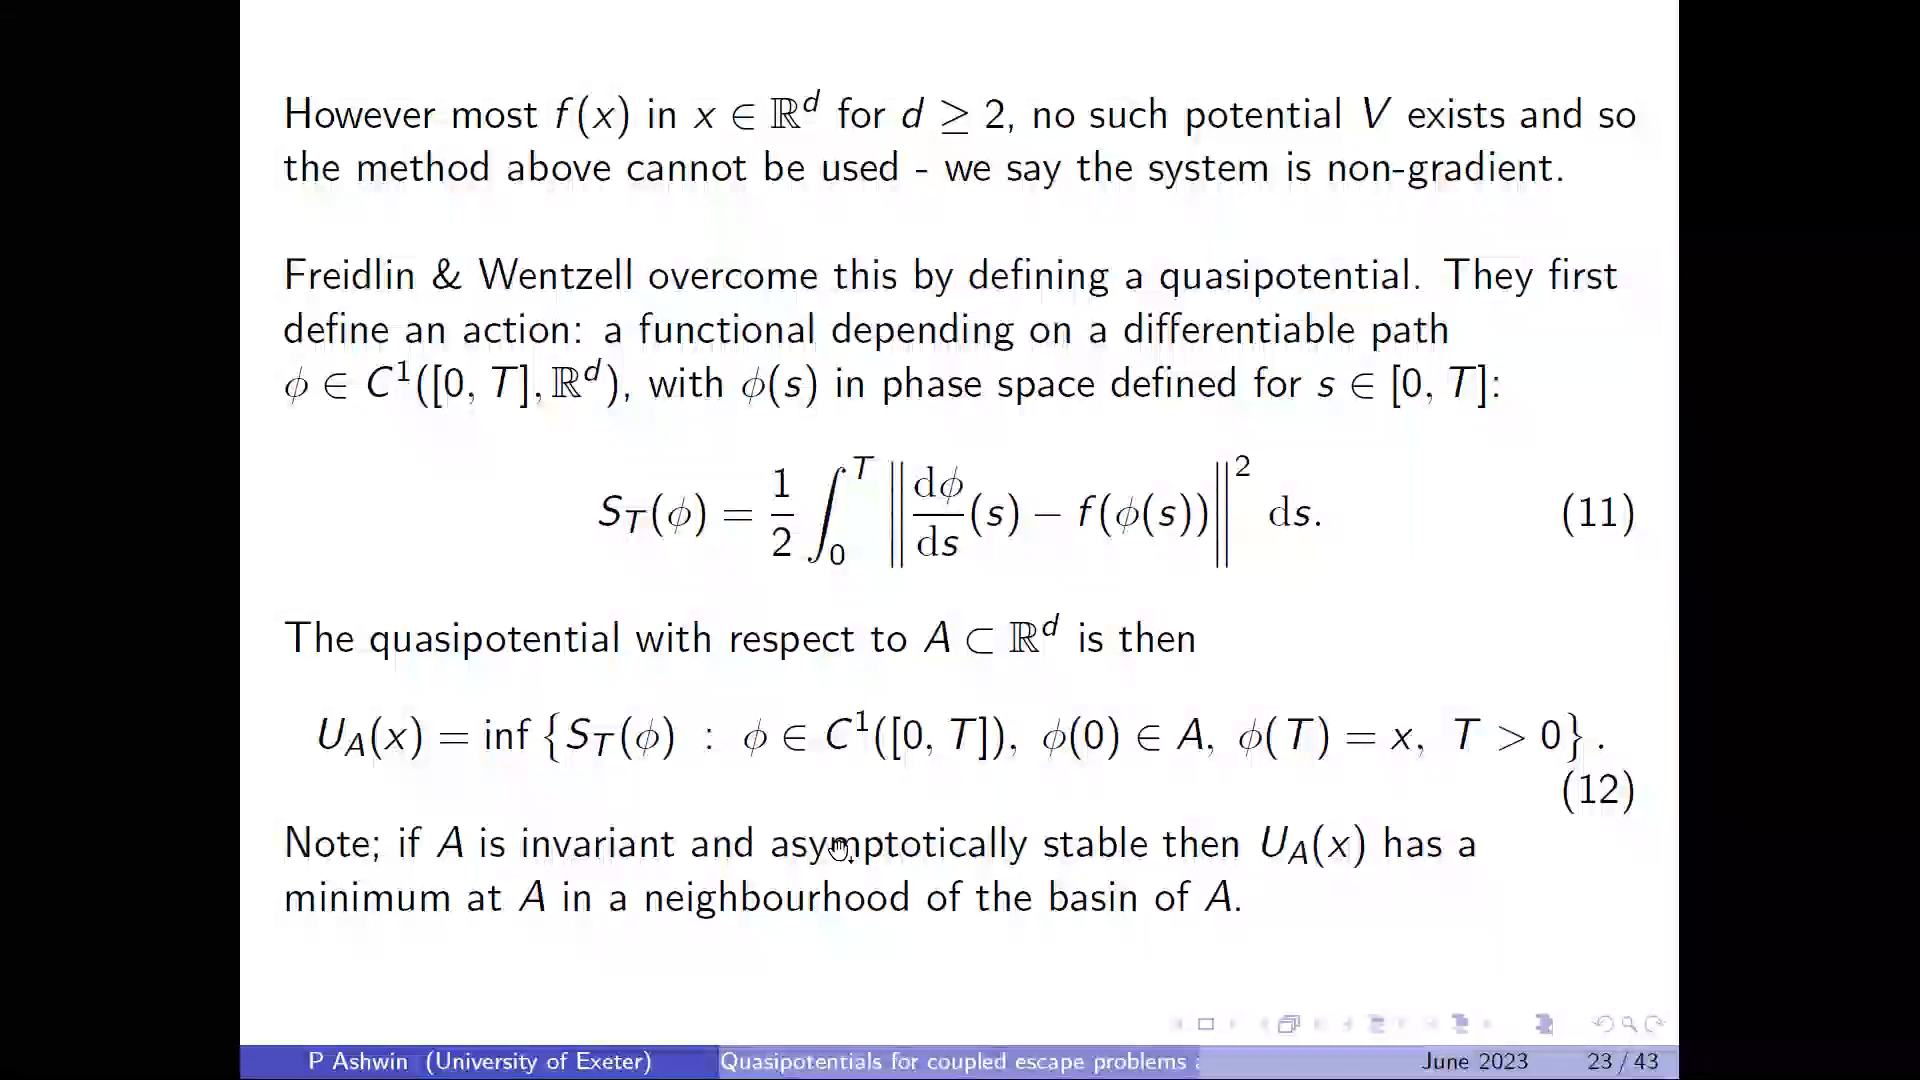 However most f(x) in x ∈ ℝ^d for d ≥ 2, no such potential V exists and so
the method above cannot be used - we say the system is non-gradient.
Freidlin & Wentzell overcome this by defining a quasipotential. They first
define an action: a functional depending on a differentiable path
ϕ ∈ C^1([0, T], ℝ^d), with ϕ(s) in phase space defined for s ∈ [0, T]:
S_T(ϕ) = 1/2 ∫_0^T ‖dϕ/ds (s) − f(ϕ(s))‖^2 ds. (11)
The quasipotential with respect to A ⊂ ℝ^d is then
U_A(x) = inf {S_T(ϕ) : ϕ ∈ C^1([0, T]), ϕ(0) ∈ A, ϕ(T) = x, T > 0} .
(12)
Note; if A is invariant and asymptotically stable then U_A(x) has a
minimum at A in a neighbourhood of the basin of A.
P Ashwin (University of Exeter) Quasipotentials for coupled escape problems June 2023 23 / 43